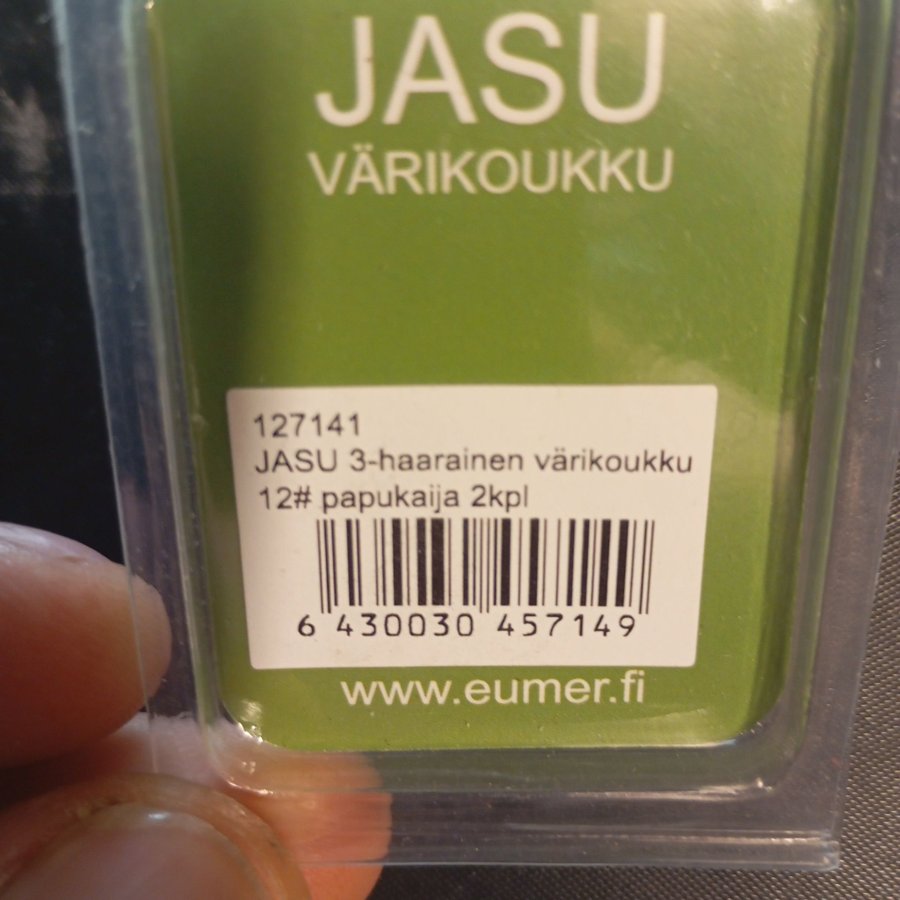 JASU
VÄRIKOUKKU
127141
JASU 3-haarainen värikoukku
12# papukaija 2kpl
6 430030 457149
www.eumer.fi